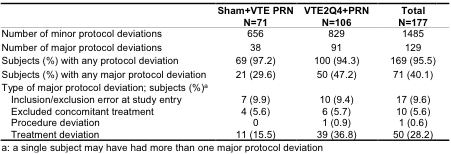 Sham+VTE PRN VTE2Q4+PRN Total
N=71 N=106 N=177
Number of minor protocol deviations 656 829 1485
Number of major protocol deviations 38 91 129
Subjects (%) with any protocol deviation 69 (97.2) 100 (94.3) 169 (95.5)
Subjects (%) with any major protocol deviation 21 (29.6) 50 (47.2) 71 (40.1)
Type of major protocol deviation; subjects (%)a
Inclusion/exclusion error at study entry 7 (9.9) 10 (9.4) 17 (9.6)
Excluded concomitant treatment 4 (5.6) 6 (5.7) 10 (5.6)
Procedure deviation 0 1 (0.9) 1 (0.6)
Treatment deviation 11 (15.5) 39 (36.8) 50 (28.2)
a: a single subject may have had more than one major protocol deviation